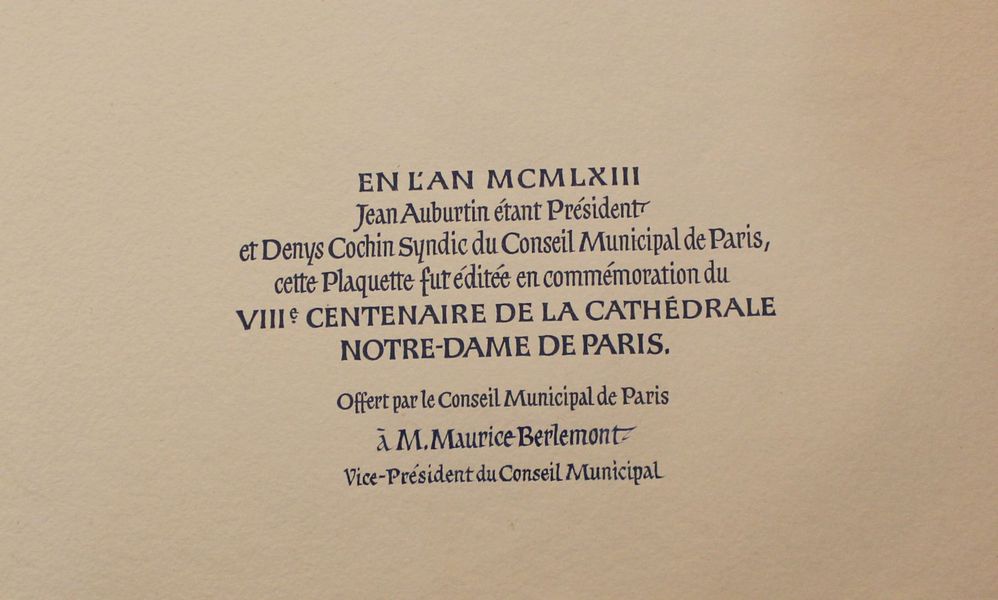 EN L'AN MCMLXIII
Jean Auburtin étant Président
et Denys Cochin Syndic du Conseil Municipal de Paris,
cette Plaquette fut éditée en commémoration du
VIIIe CENTENAIRE DE LA CATHÉDRALE
NOTRE-DAME DE PARIS.
Offert par le Conseil Municipal de Paris
à M. Maurice Berlemont
Vice-Président du Conseil Municipal